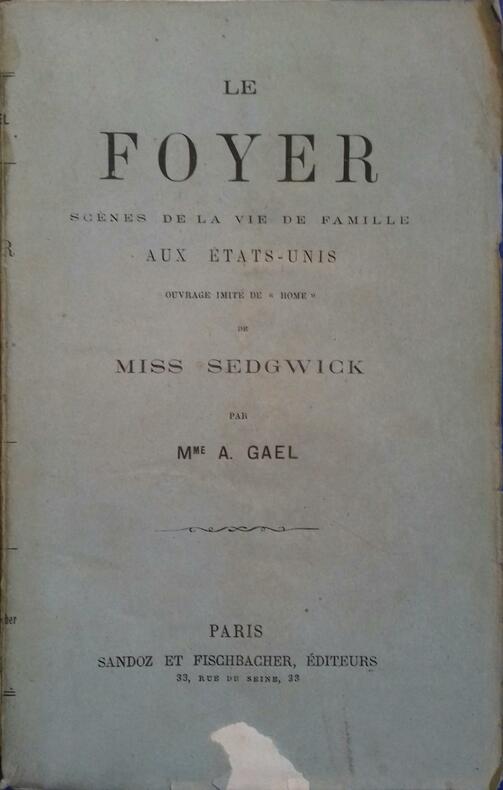 LE
FOYER
SCÈNES DE LA VIE DE FAMILLE
AUX ÉTATS-UNIS
OUVRAGE IMITÉ DE « HOME »
DE
MISS SEDGWICK
PAR
MME A. GAEL
PARIS
SANDOZ ET FISCHBACHER, ÉDITEURS
33, RUE DE SEINE, 33